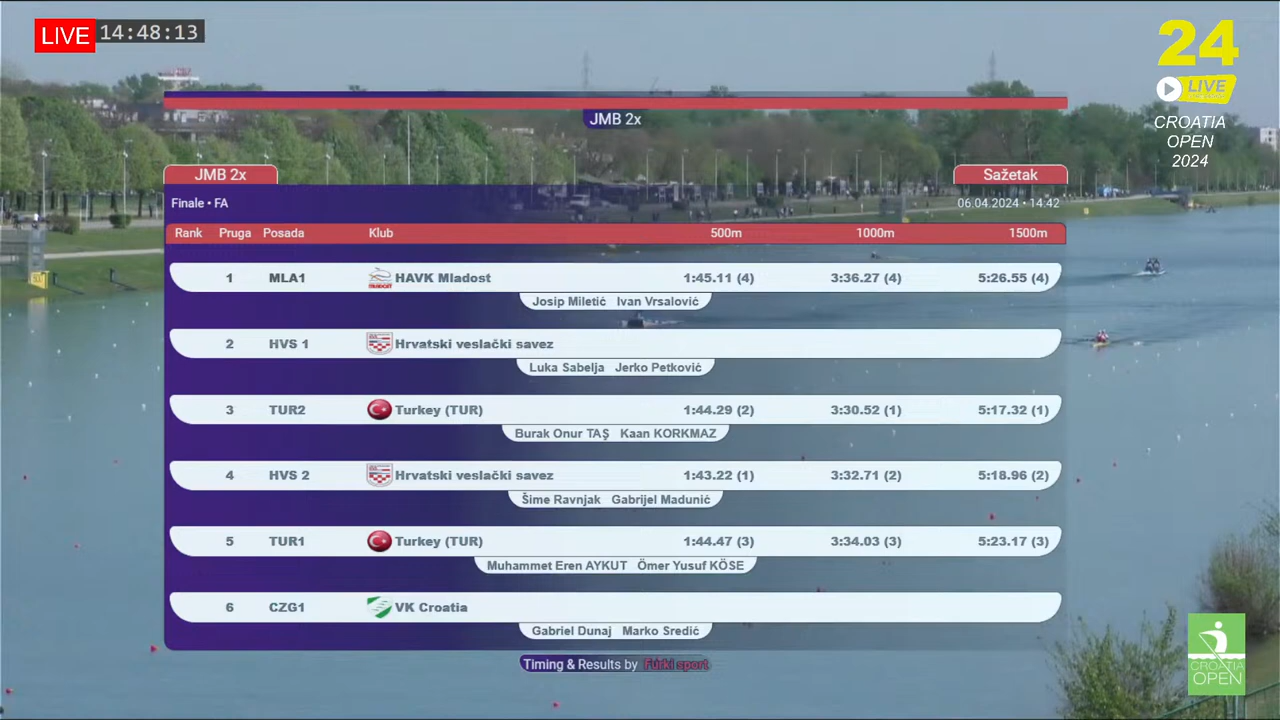 LIVE 14:48:13
24
LIVE
CROATIA
OPEN
2024
JMB 2x
JMB 2x Sažetak
Finale • FA 06.04.2024 • 14:42
Rank Pruga Posada Klub 500m 1000m 1500m
1 MLA1 HAVK Mladost 1:45.11 (4) 3:36.27 (4) 5:26.55 (4)
Josip Miletić Ivan Vrsalović
2 HVS 1 Hrvatski veslački savez
Luka Sabelja Jerko Petković
3 TUR2 Turkey (TUR) 1:44.29 (2) 3:30.52 (1) 5:17.32 (1)
Burak Onur TAŞ Kaan KORKMAZ
4 HVS 2 Hrvatski veslački savez 1:43.22 (1) 3:32.71 (2) 5:18.96 (2)
Šime Ravnjak Gabrijel Madunić
5 TUR1 Turkey (TUR) 1:44.47 (3) 3:34.03 (3) 5:23.17 (3)
Muhammet Eren AYKUT Ömer Yusuf KÖSE
6 CZG1 VK Croatia
Gabriel Dunaj Marko Sredić
Timing & Results by Furki sport
CROATIA
OPEN